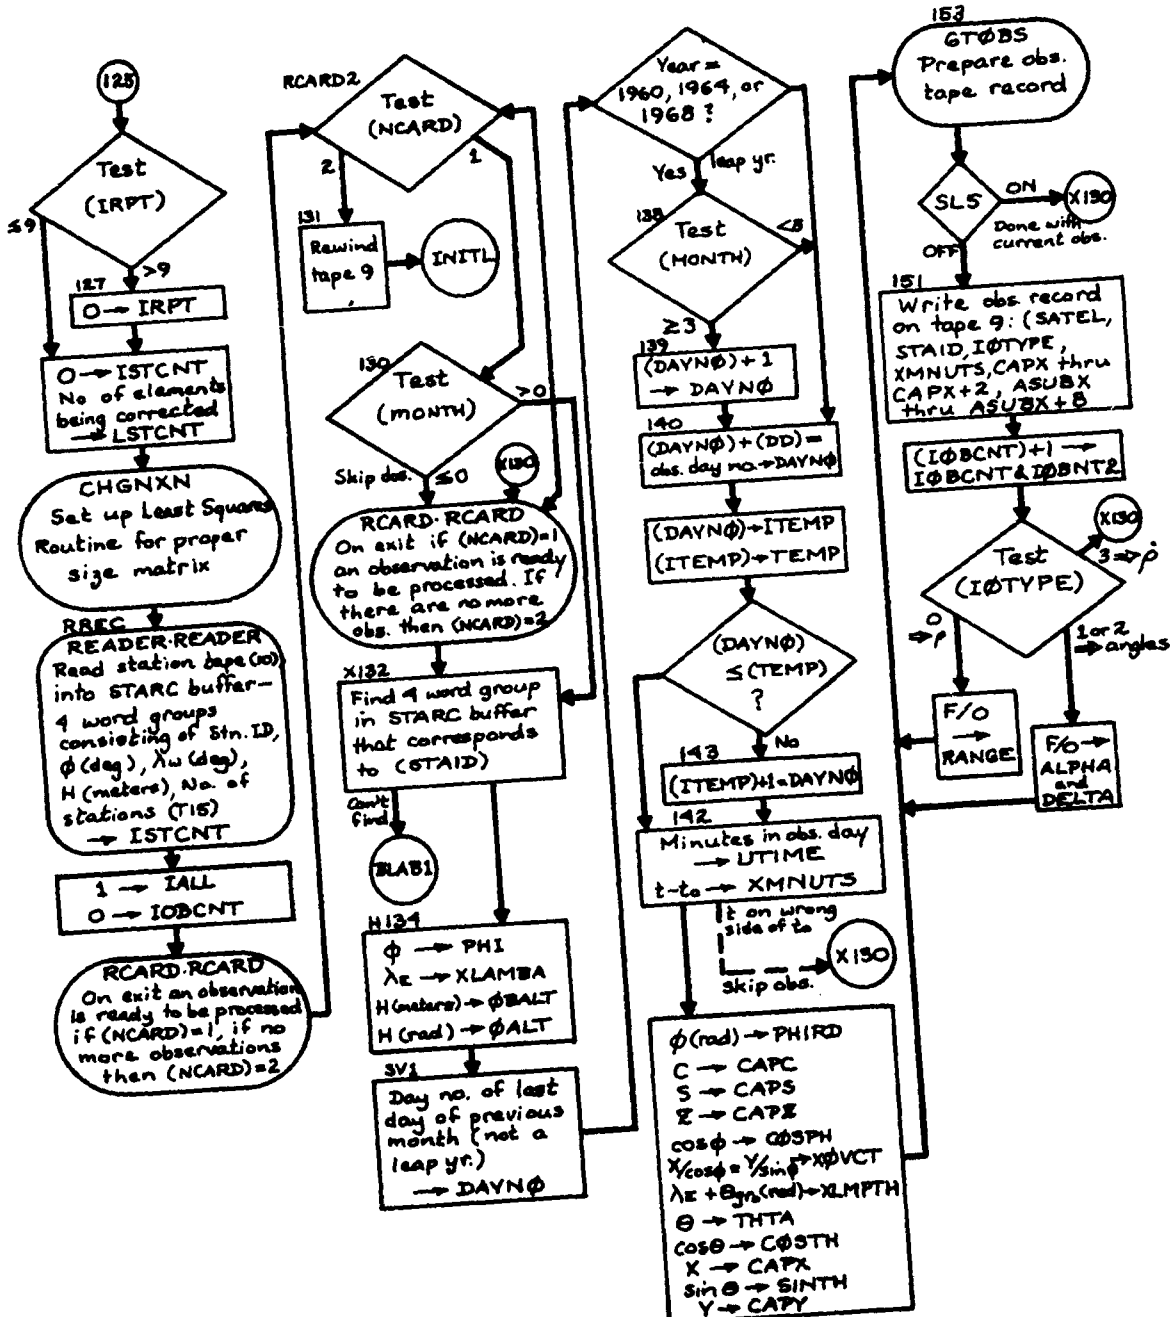 125
Test
(IRPT)
≤9
>9
127
0 → IRPT
0 → ISTCNT
No of elements
being corrected
→ LSTCNT
CHGNXN
Set up Least Squares
Routine for proper
size matrix
RREC
READER·READER
Read station tape (10)
into STARC buffer—
4 word groups
consisting of Stn. ID,
φ (deg), λw (deg),
H (meters), No. of
stations (T15)
→ ISTCNT
1 → IALL
0 → IOBCNT
RCARD·RCARD
On exit an observation
is ready to be processed
if (NCARD)=1, if no
more observations
then (NCARD)=2
RCARD2
Test
(NCARD)
2
1
131
Rewind
tape 9
INITL
130
Test
(MONTH)
>0
Skip obs.
≤0
X130
RCARD·RCARD
On exit if (NCARD)=1
an observation is ready
to be processed. If
there are no more
obs. then (NCARD)=2
X132
Find 4 word group
in STARC buffer
that corresponds
to (STAID)
Can't
find
BLAB1
H134
φ → PHI
λE → XLAMBA
H (meters) → ØBALT
H (rad) → ØALT
SV1
Day no. of last
day of previous
month (not a
leap yr.)
→ DAYNØ
Year =
1960, 1964, or
1968 ?
Yes
leap yr.
138
Test
(MONTH)
<3
≥3
139
(DAYNØ) + 1
→ DAYNØ
140
(DAYNØ) + (DD) =
obs. day no. → DAYNØ
(DAYNØ) → ITEMP
(ITEMP) → TEMP
(DAYNØ)
≤ (TEMP)
?
No
143
(ITEMP)+1=DAYNØ
142
Minutes in obs. day
→ UTIME
t-to → XMNUTS
t on wrong
side of to
skip obs.
X130
φ (rad) → PHIRD
C → CAPC
S → CAPS
Z → CAPZ
cosφ → CØSPH
X/cosφ = Y/sinφ → XØVCT
λE + θgro (rad) → XLMPTH
θ → THTA
cosθ → CØSTH
X → CAPX
sin θ → SINTH
Y → CAPY
153
GTØBS
Prepare obs.
tape record
SL5
ON
X130
Done with
current obs.
OFF
151
Write obs record
on tape 9: (SATEL,
STAID, IØTYPE,
XMNUTS, CAPX thru
CAPX+2, ASUBX
thru ASUBX+8
(IØBCNT)+1 →
IØBCNT & IØBNT2
Test
(IØTYPE)
X130
3 ⇒ ρ̇
0
⇒ ρ
1 or 2
⇒ angles
F/0
→
RANGE
F/0 →
ALPHA
and
DELTA